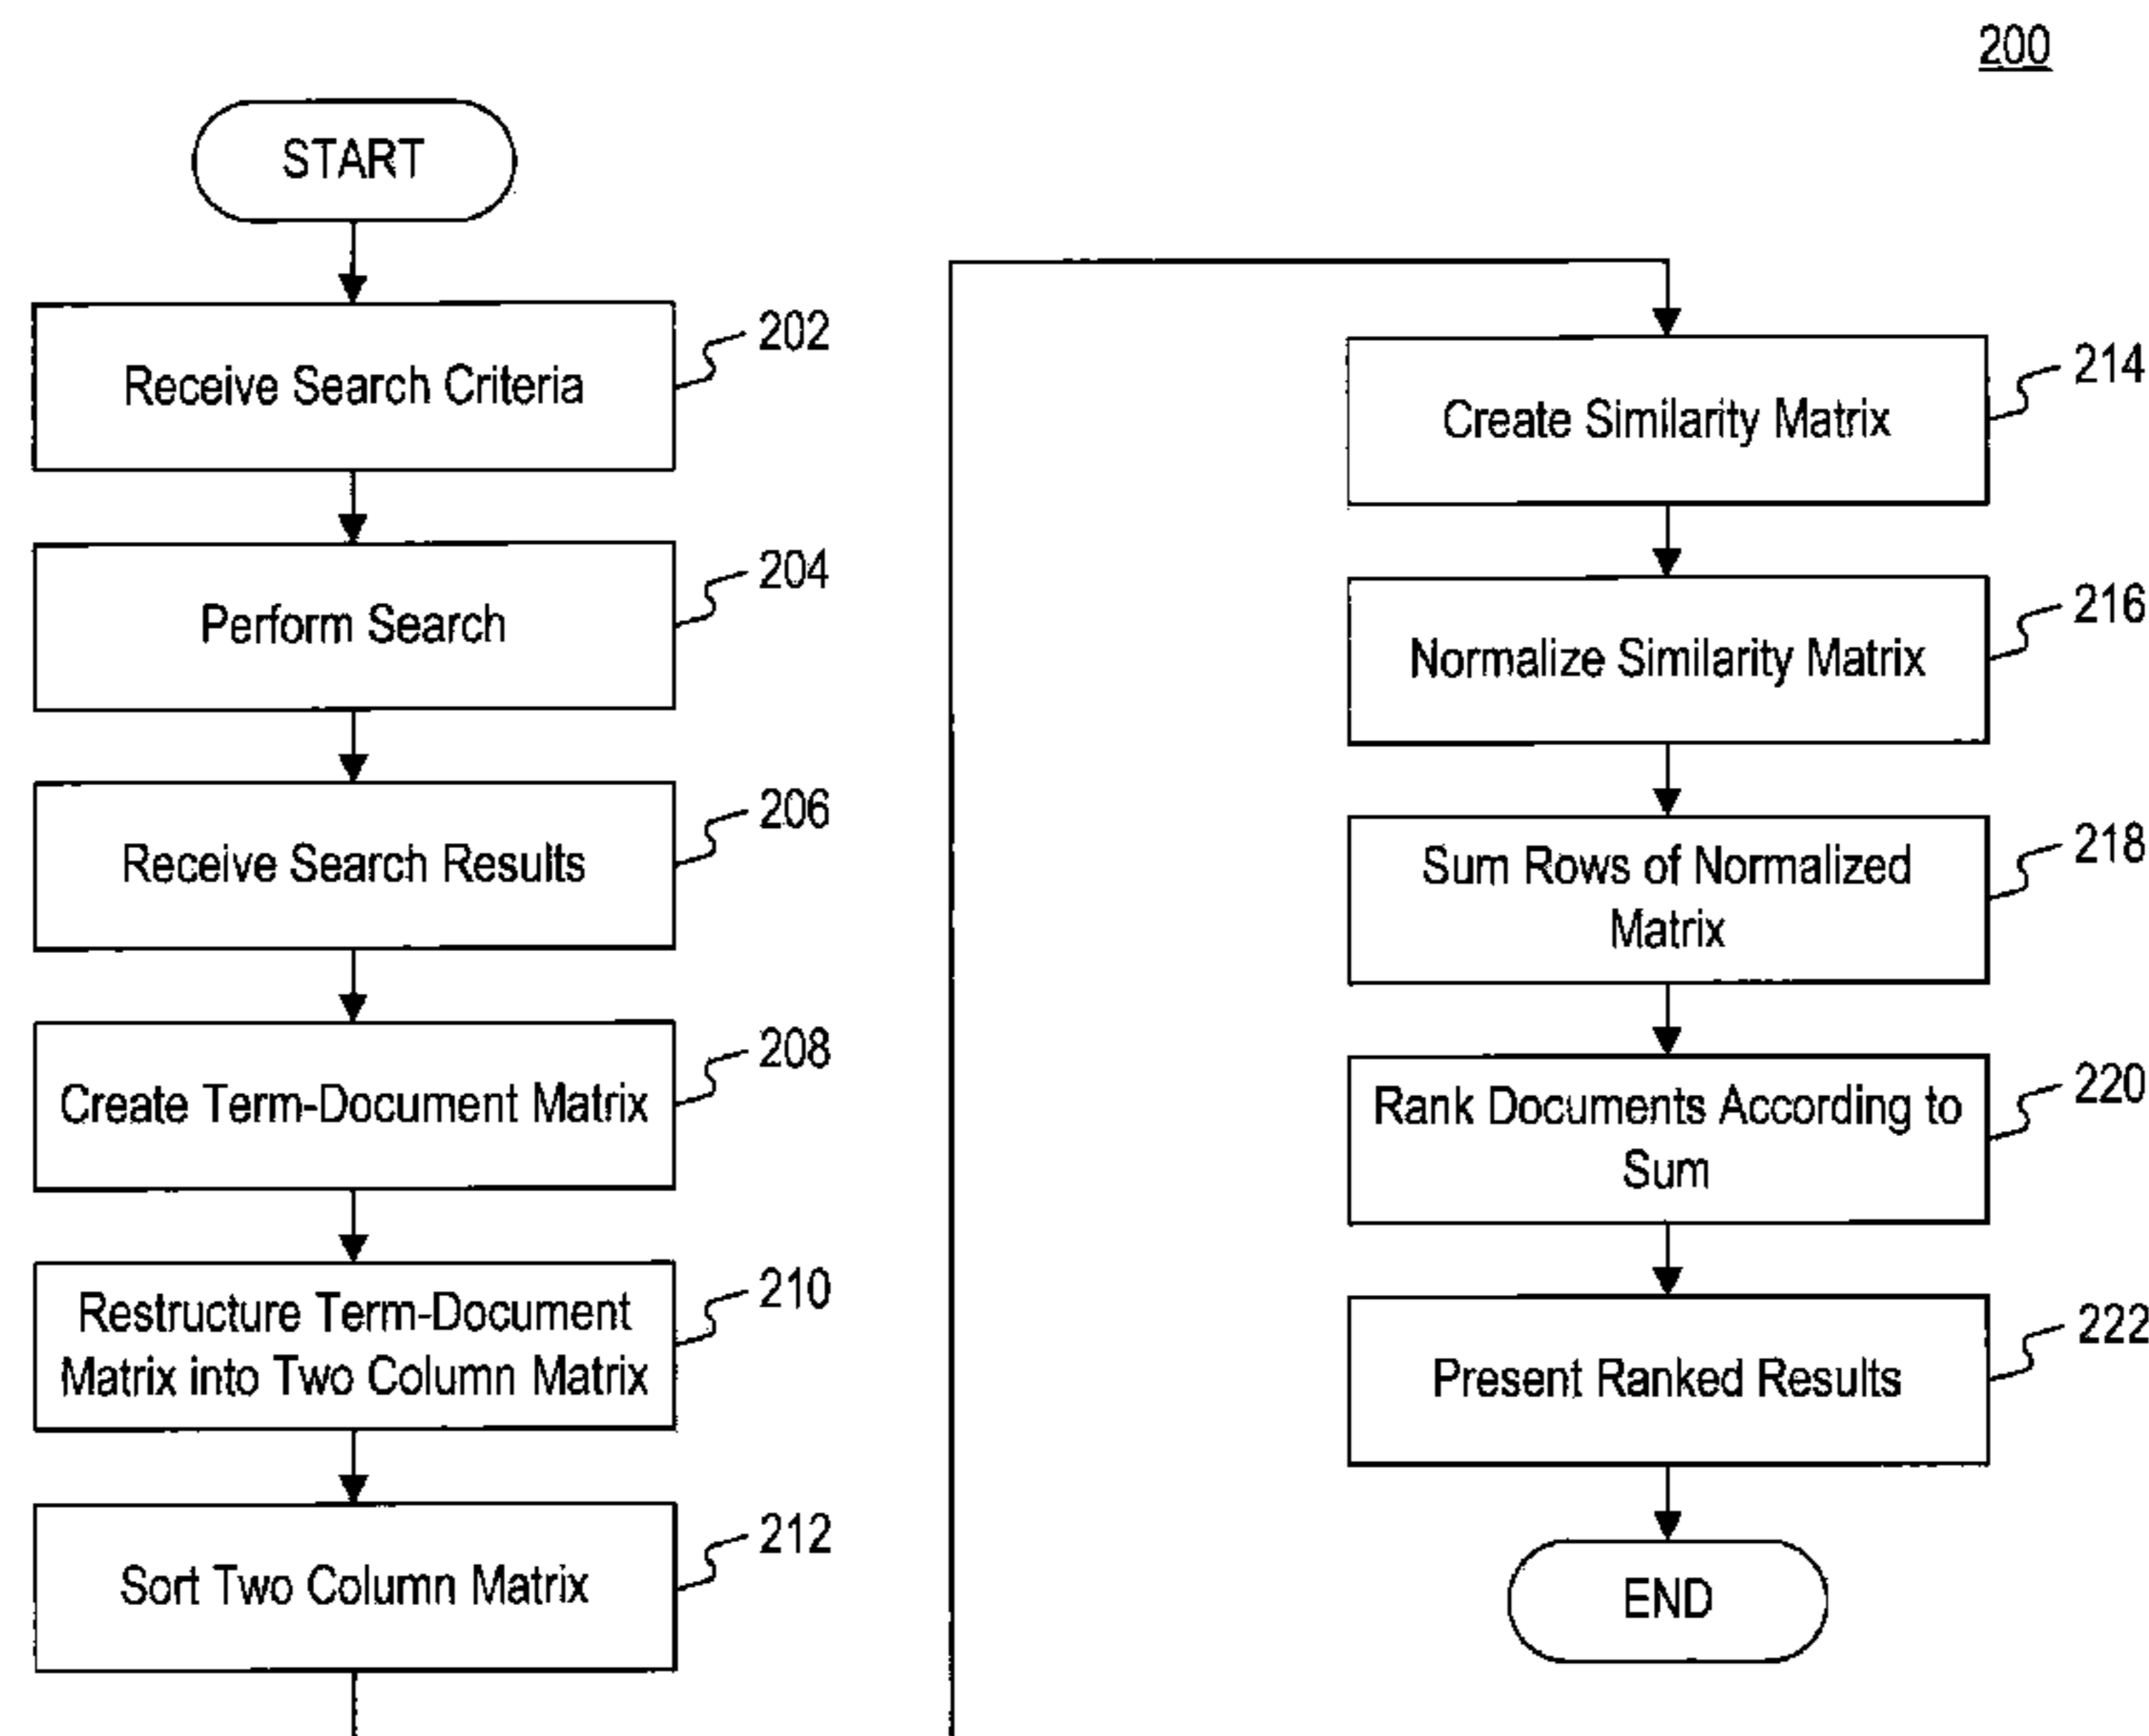 200
START
Receive Search Criteria
202
Perform Search
204
Receive Search Results
206
Create Term-Document Matrix
208
Restructure Term-Document
Matrix into Two Column Matrix
210
Sort Two Column Matrix
212
Create Similarity Matrix
214
Normalize Similarity Matrix
216
Sum Rows of Normalized
Matrix
218
Rank Documents According to
Sum
220
Present Ranked Results
222
END